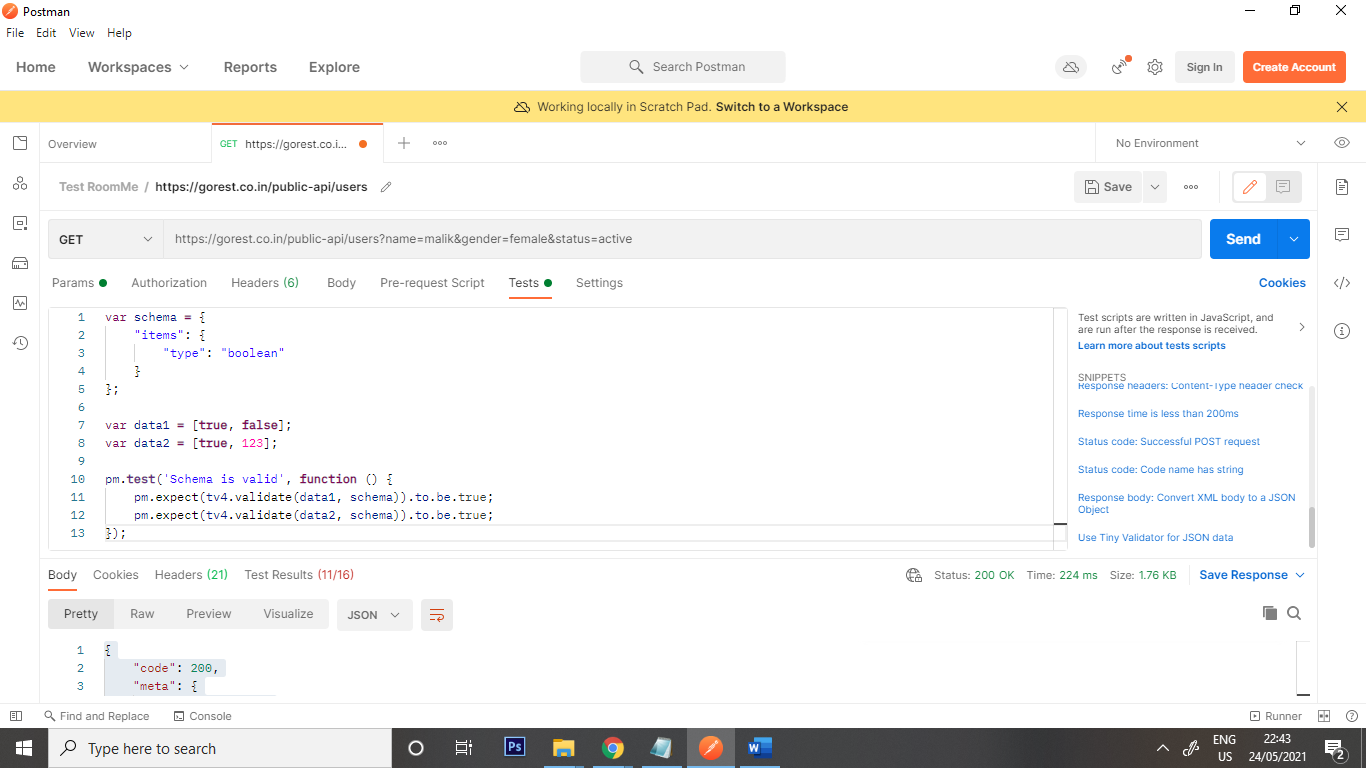 Postman
File Edit View Help
Home Workspaces Reports Explore Search Postman Sign In Create Account
Working locally in Scratch Pad. Switch to a Workspace
Overview GET https://gorest.co.i... No Environment
Test RoomMe / https://gorest.co.in/public-api/users Save
GET https://gorest.co.in/public-api/users?name=malik&gender=female&status=active Send
Params Authorization Headers (6) Body Pre-request Script Tests Settings Cookies
1 var schema = {
2 "items": {
3 "type": "boolean"
4 }
5 };
6
7 var data1 = [true, false];
8 var data2 = [true, 123];
9
10 pm.test('Schema is valid', function () {
11 pm.expect(tv4.validate(data1, schema)).to.be.true;
12 pm.expect(tv4.validate(data2, schema)).to.be.true;
13 });
Test scripts are written in JavaScript, and
are run after the response is received.
Learn more about tests scripts
SNIPPETS
Response headers: Content-Type header check
Response time is less than 200ms
Status code: Successful POST request
Status code: Code name has string
Response body: Convert XML body to a JSON
Object
Use Tiny Validator for JSON data
Body Cookies Headers (21) Test Results (11/16) Status: 200 OK Time: 224 ms Size: 1.76 KB Save Response
Pretty Raw Preview Visualize JSON
1 {
2 "code": 200,
3 "meta": {
Find and Replace Console Runner
Type here to search
Ps
W
ENG
US
22:43
24/05/2021
2